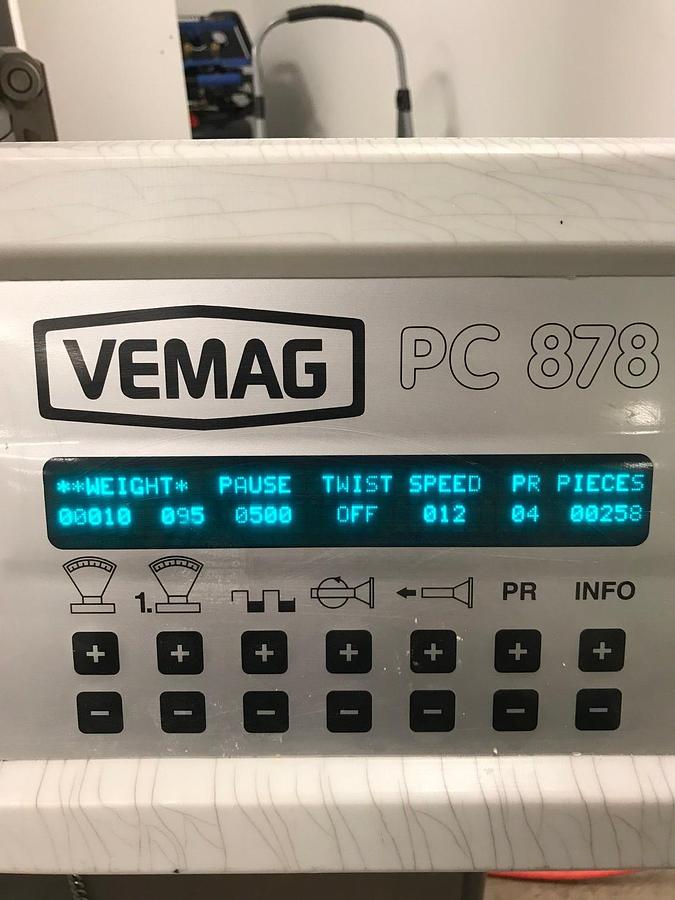 VEMAG PC 878
**WEIGHT* PAUSE TWIST SPEED PR PIECES
00010 095 0500 OFF 012 04 00258
1. PR INFO
+ + + + + + +
- - - - - - -